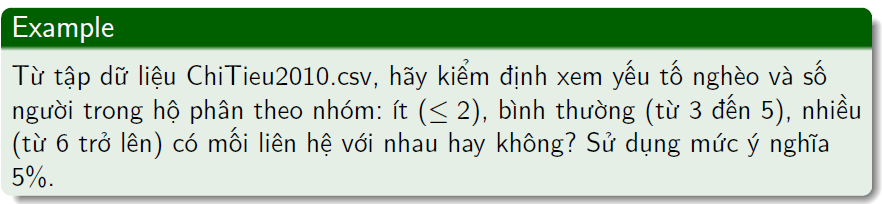 Example
Từ tập dữ liệu ChiTieu2010.csv, hãy kiểm định xem yếu tố nghèo và số
người trong hộ phân theo nhóm: ít (≤ 2), bình thường (từ 3 đến 5), nhiều
(từ 6 trở lên) có mối liên hệ với nhau hay không? Sử dụng mức ý nghĩa
5%.